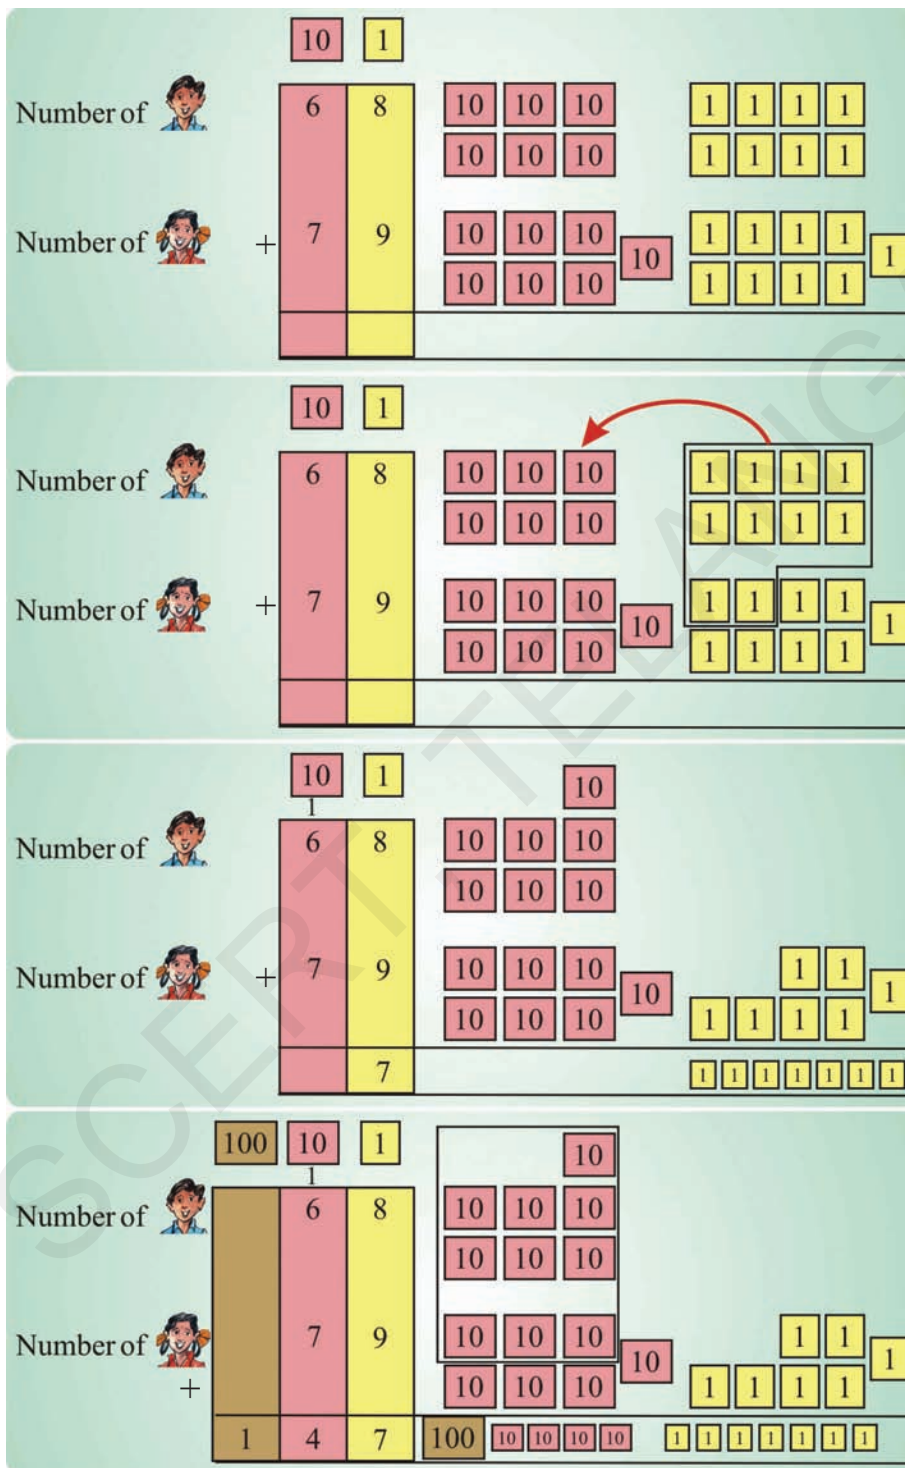 10 1
Number of 6 8 10 10 10 1 1 1 1
10 10 10 1 1 1 1
Number of + 7 9 10 10 10 10 1 1 1 1 1
10 10 10 1 1 1 1
10 1
Number of 6 8 10 10 10 1 1 1 1
10 10 10 1 1 1 1
Number of + 7 9 10 10 10 10 1 1 1 1 1
10 10 10 1 1 1 1
10 1 10
1
Number of 6 8 10 10 10
10 10 10
Number of + 7 9 10 10 10 10 1 1 1
10 10 10 1 1 1 1
7 1 1 1 1 1 1 1
100 10 1 10
1
Number of 6 8 10 10 10
10 10 10
Number of 7 9 10 10 10 10 1 1 1
+ 10 10 10 1 1 1 1
1 4 7 100 10 10 10 10 1 1 1 1 1 1 1
SCERT, TELANG